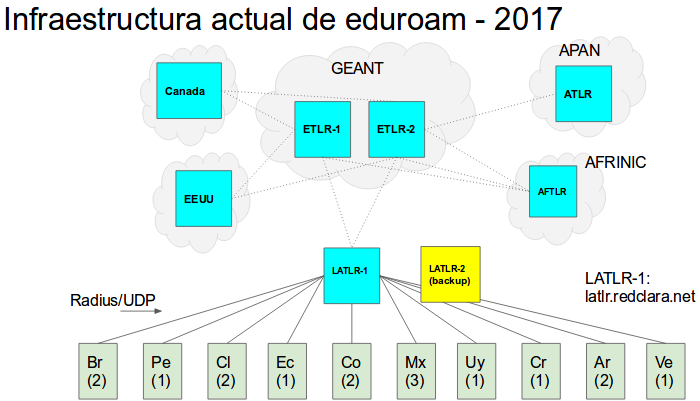 Infraestructura actual de eduroam - 2017
APAN
GEANT
Canada
ATLR
ETLR-1
ETLR-2
AFRINIC
EEUU
AFTLR
LATLR-1
LATLR-2
(backup)
LATLR-1:
latlr.redclara.net
Radius/UDP
Br
(2)
Pe
(1)
Cl
(2)
Ec
(1)
Co
(2)
Mx
(3)
Uy
(1)
Cr
(1)
Ar
(2)
Ve
(1)